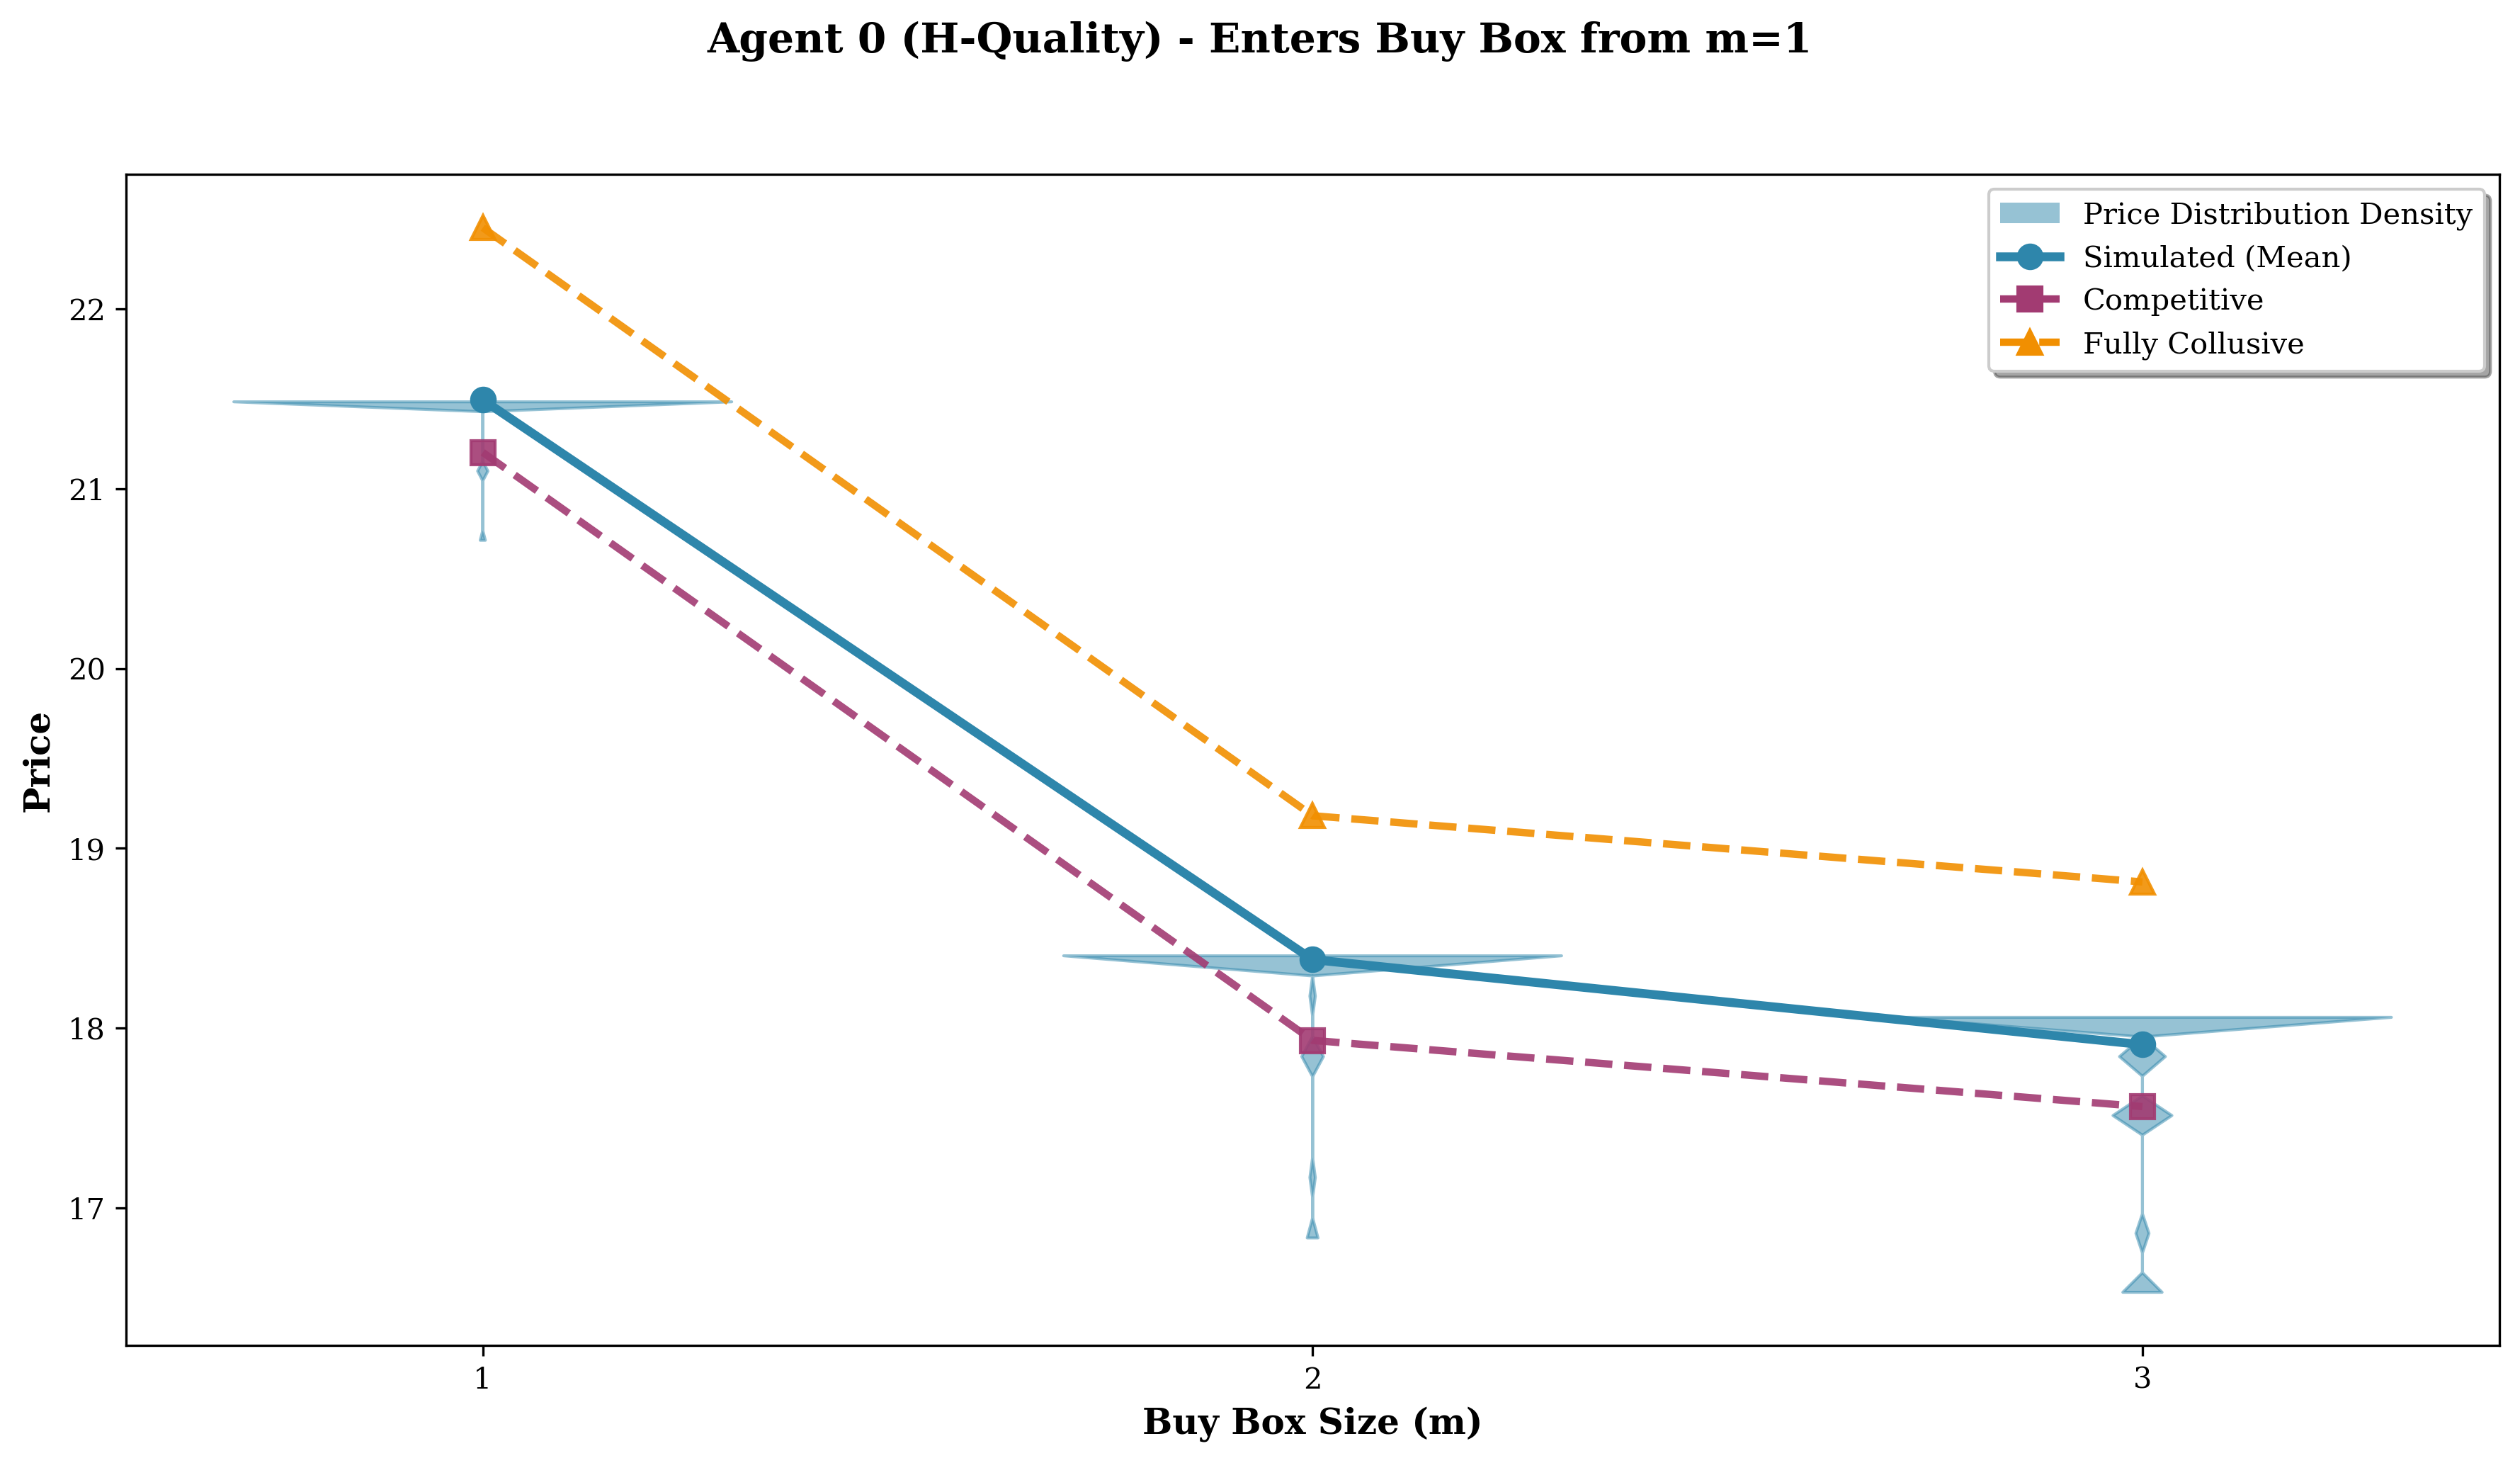 Agent 0 (H-Quality) - Enters Buy Box from m=1
Price Distribution Density
Simulated (Mean)
Competitive
Fully Collusive
22
21
20
19
18
17
Price
1
2
3
Buy Box Size (m)